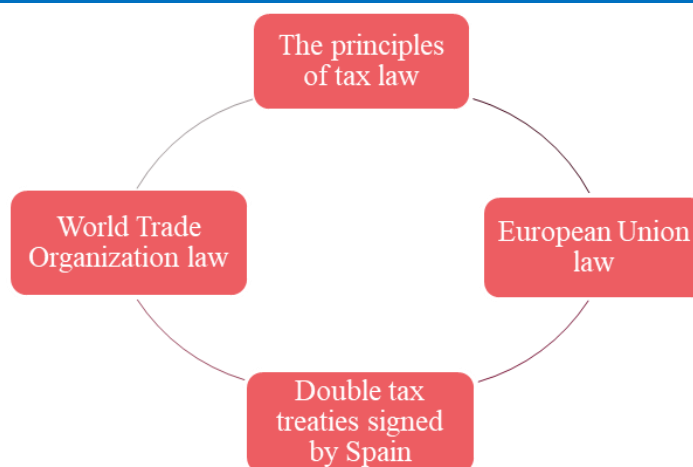 The principles
of tax law
World Trade
Organization law
European Union
law
Double tax
treaties signed
by Spain